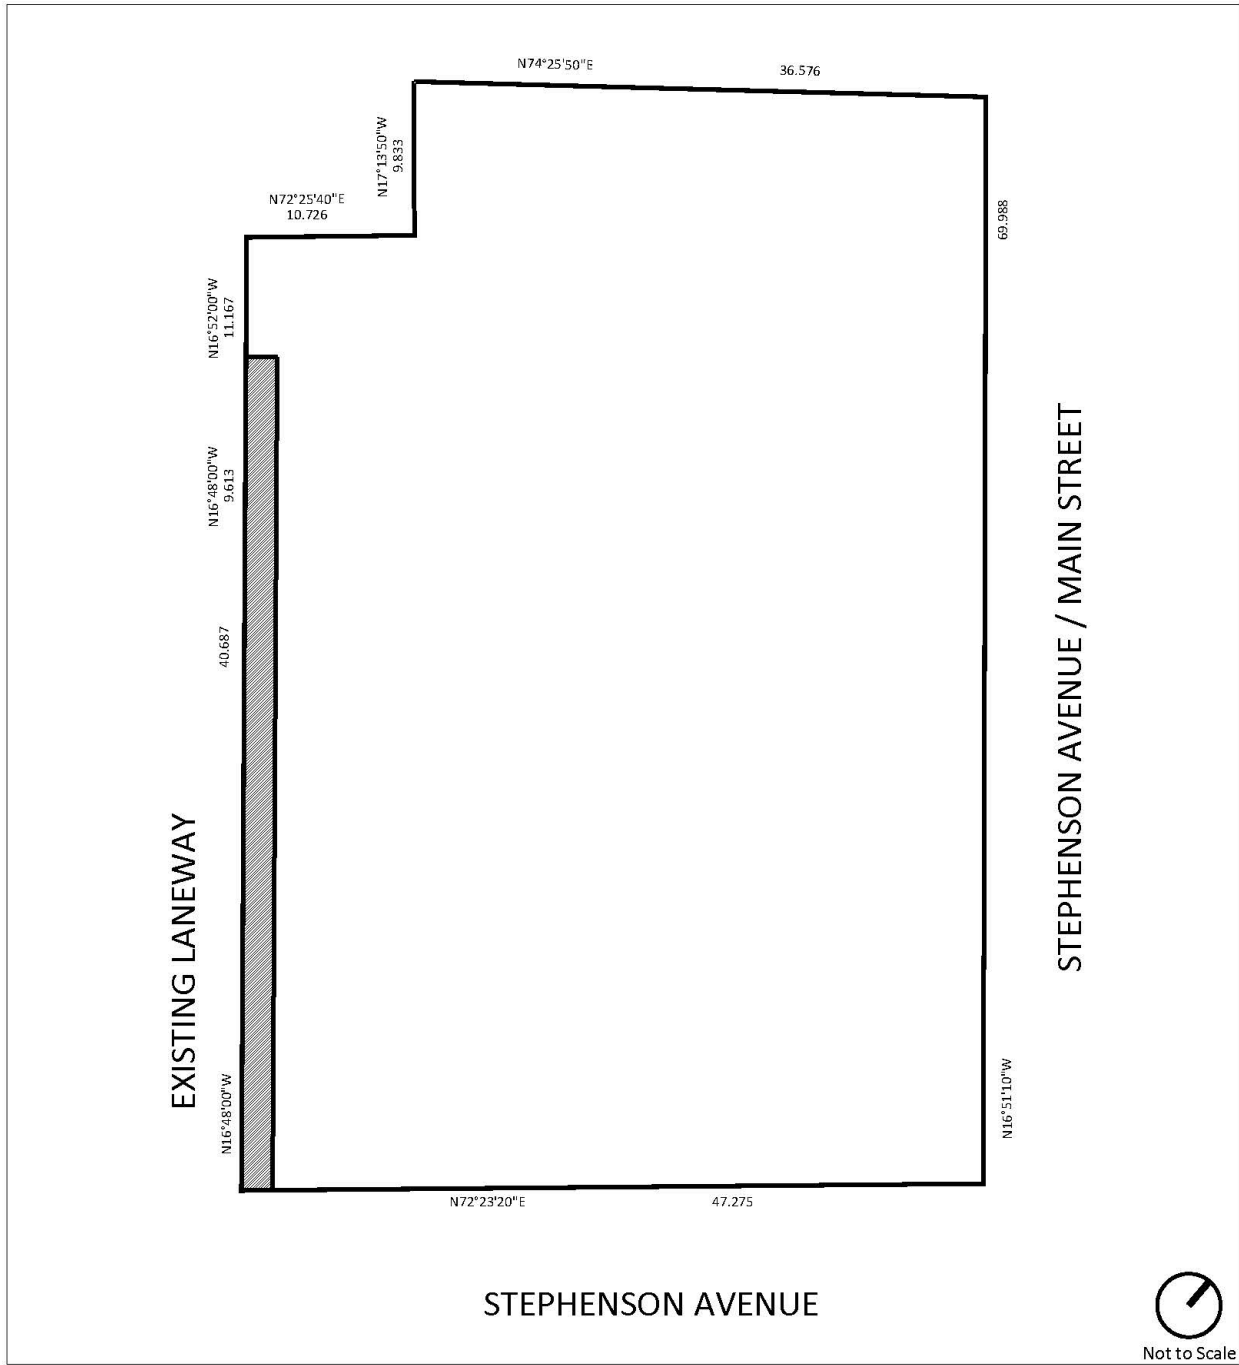 N74°25'50"E
36.576
N17°13'50"W
9.833
N72°25'40"E
10.726
69.988
N16°52'00"W
11.167
N16°48'00"W
9.613
40.687
STEPHENSON AVENUE / MAIN STREET
EXISTING LANEWAY
N16°48'00"W
N16°51'10"W
N72°23'20"E
47.275
STEPHENSON AVENUE
Not to Scale